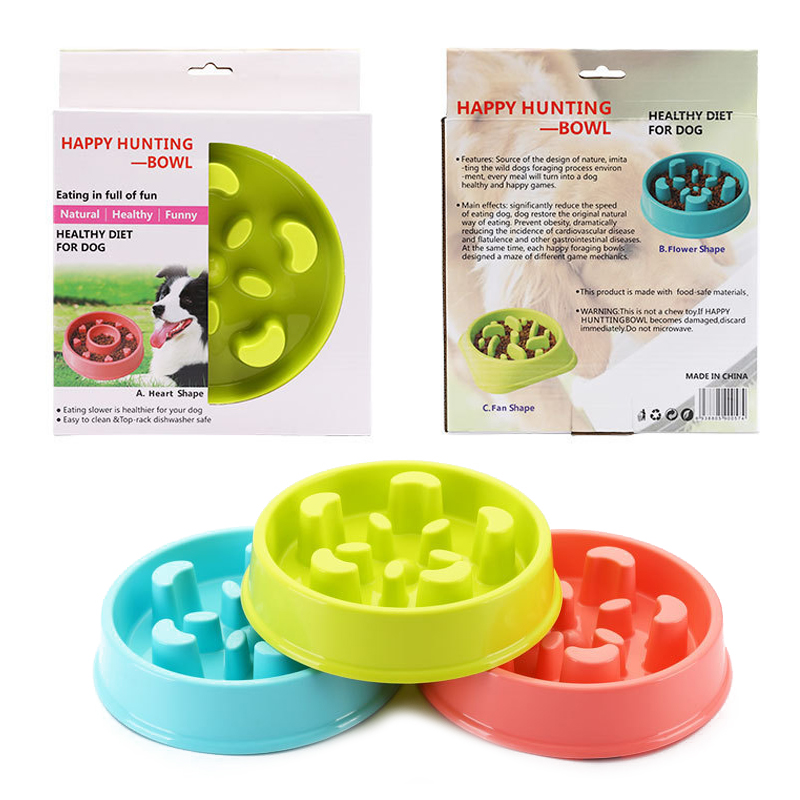 HAPPY HUNTING
—BOWL
Eating in full of fun
Natural | Healthy | Funny
HEALTHY DIET
FOR DOG
A. Heart Shape
● Eating slower is healthier for your dog
● Easy to clean &Top-rack dishwasher safe
HAPPY HUNTING
—BOWL
HEALTHY DIET
FOR DOG
• Features: Source of the design of nature, imita
-ting the wild dogs foraging process environ
-ment, every meal will turn into a dog
healthy and happy games.
• Main effects: significantly reduce the speed
of eating dog, dog restore the original natural
way of eating. Prevent obesity, dramatically
reducing the incidence of cardiovascular disease
and flatulence and other gastrointestinal diseases.
At the same time, each happy foraging bowls
designed a maze of different game mechanics.
B.Flower Shape
•This product is made with food-safe materials,
•WARNING:This is not a chew toy.If HAPPY
HUNTTINGBOWL becomes damaged,discard
immediately.Do not microwave.
MADE IN CHINA
C.Fan Shape